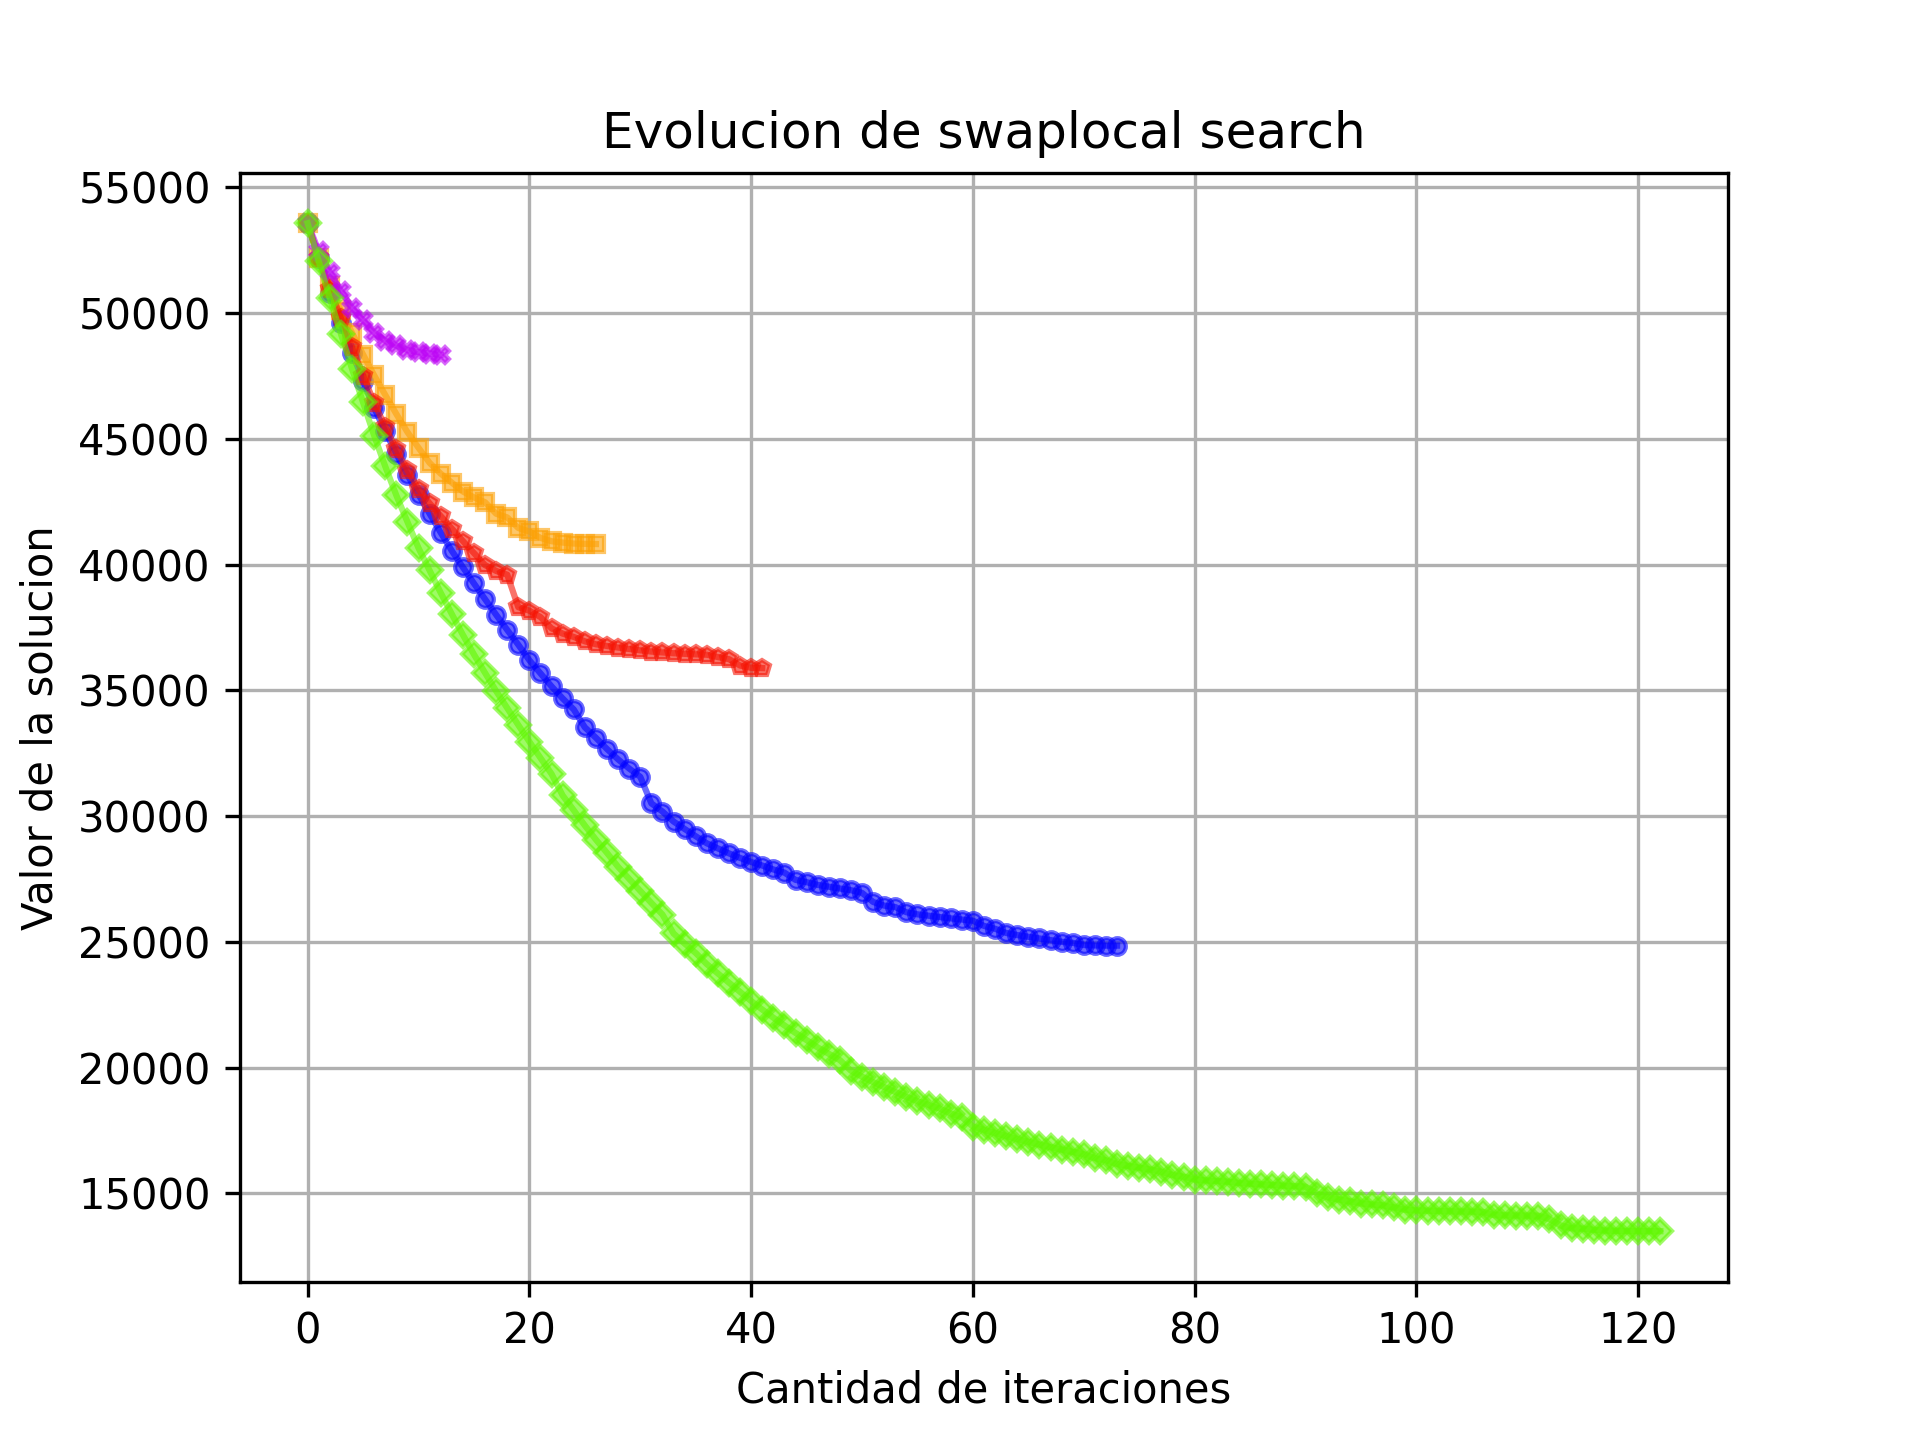 Evolucion de swaplocal search
55000
50000
45000
40000
35000
30000
25000
20000
15000
Valor de la solucion
0 20 40 60 80 100 120
Cantidad de iteraciones